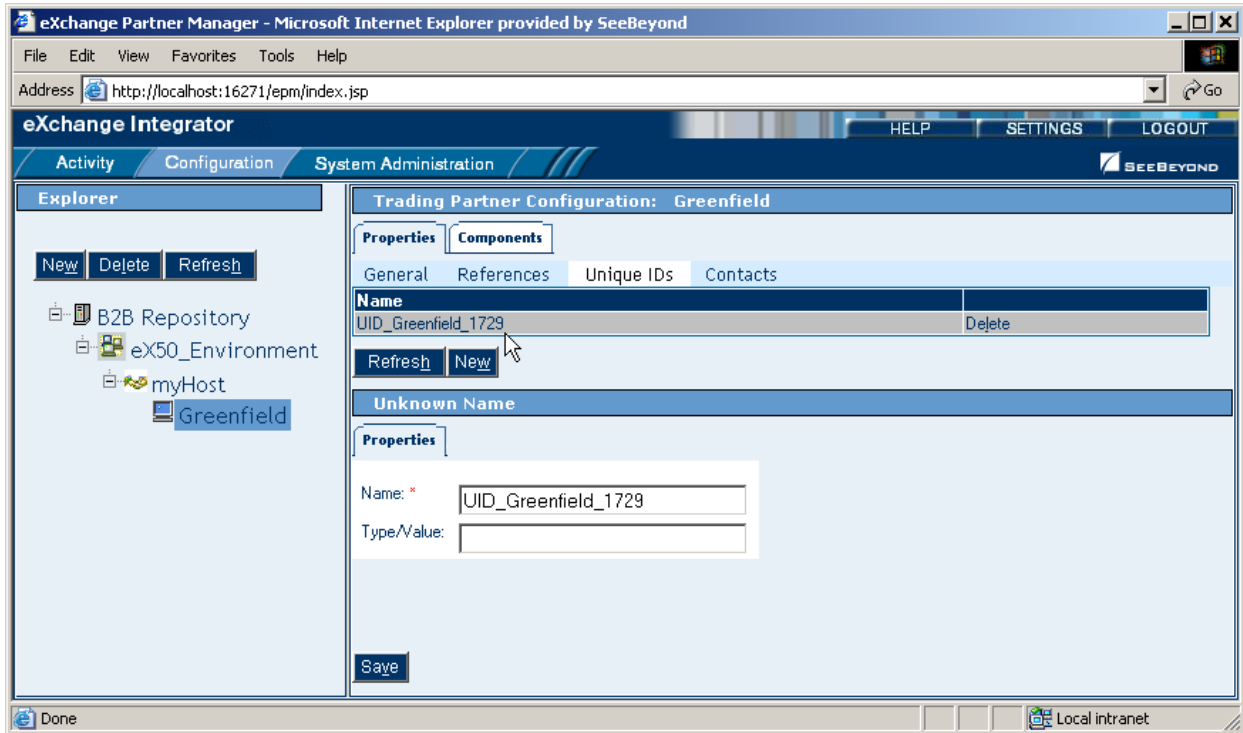 eXchange Partner Manager - Microsoft Internet Explorer provided by SeeBeyond
File Edit View Favorites Tools Help
Address http://localhost:16271/epm/index.jsp Go
eXchange Integrator
HELP SETTINGS LOGOUT
Activity Configuration System Administration
SEEBEYOND
Explorer
New Delete Refresh
B2B Repository
eX50_Environment
myHost
Greenfield
Trading Partner Configuration: Greenfield
Properties Components
General References Unique IDs Contacts
Name
UID_Greenfield_1729 Delete
Refresh New
Unknown Name
Properties
Name: * UID_Greenfield_1729
Type/Value:
Save
Done Local intranet